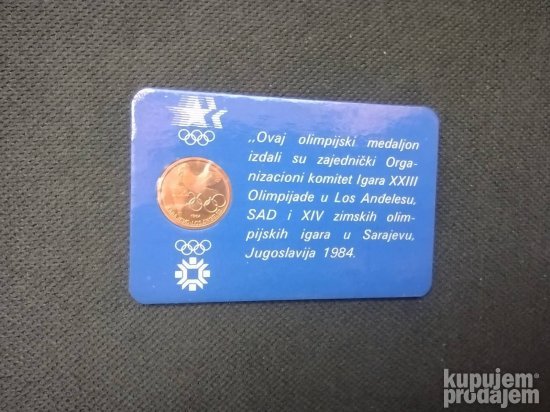 „Ovaj olimpijski medaljon
izdali su zajednički Orga-
nizacioni komitet Igara XXIII
Olimpijade u Los Anđelesu,
SAD i XIV zimskih olim-
pijskih igara u Sarajevu,
Jugoslavija 1984.
kupujem
prodajem